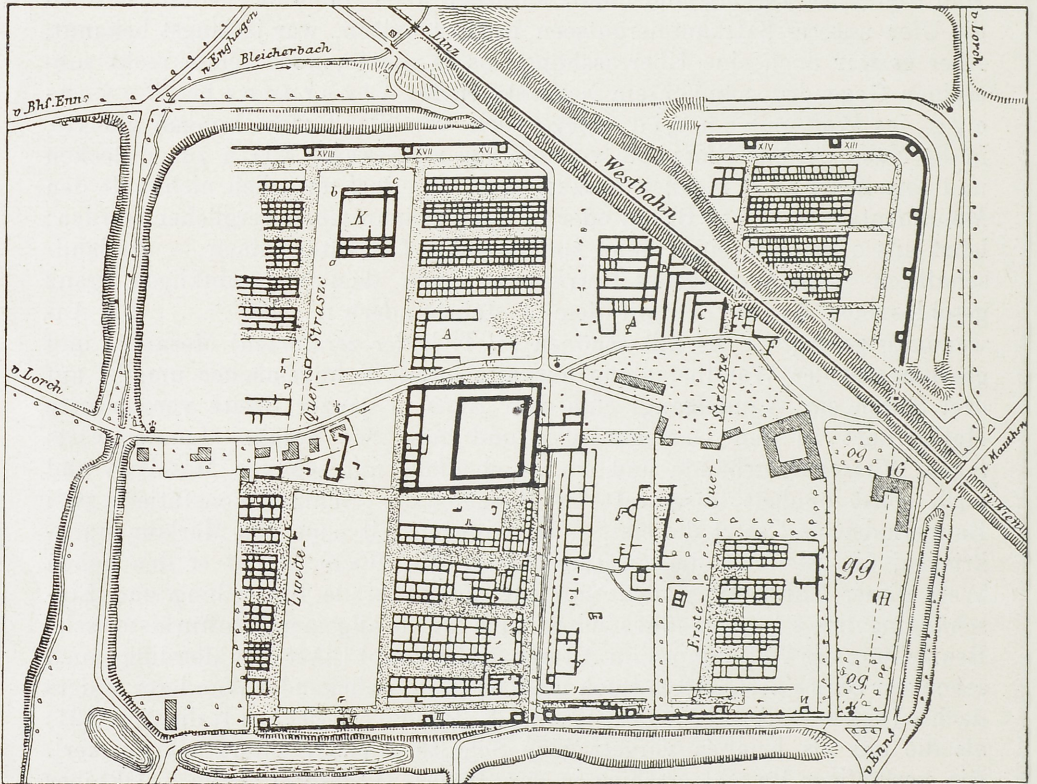 v. Linz
v. Lorch
n. Enghagen
Bleicherbach
v. Bhf. Enns
XVIII
XVII
XVI
XIV
XIII
Westbahn
b
c
K
a
Quer Strasse
A
A
B
C
E
F
v. Lorch
Strasse
Quer
og
G
n. Mauthen
n. Wien
Zwede
gg
H
Erste
og
I
II
III
v. Enns